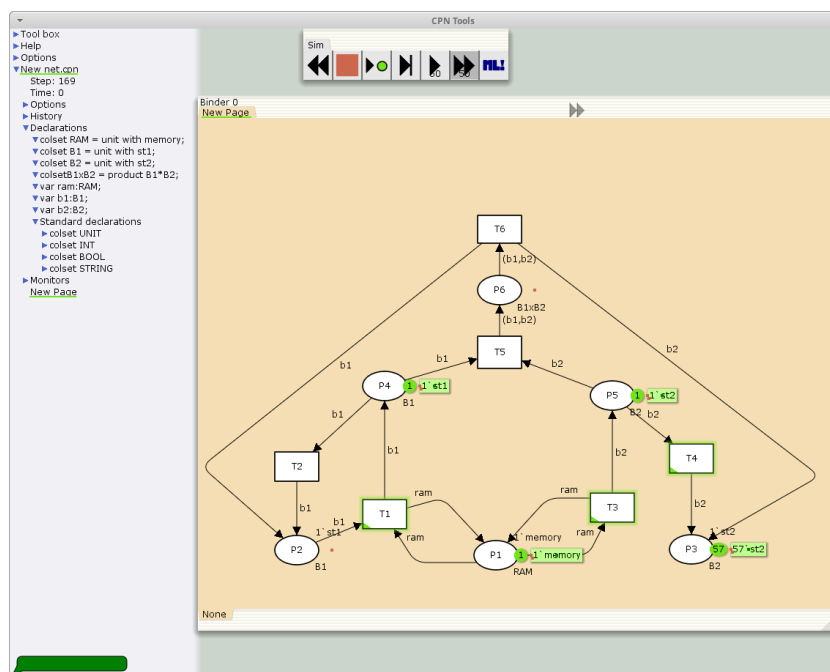 CPN Tools
Tool box
Help
Options
New net.cpn
Step: 169
Time: 0
Options
History
Declarations
colset RAM = unit with memory;
colset B1 = unit with st1;
colset B2 = unit with st2;
colsetB1xB2 = product B1*B2;
var ram:RAM;
var b1:B1;
var b2:B2;
Standard declarations
colset UNIT
colset INT
colset BOOL
colset STRING
Monitors
New Page
Sim
50
ML!
Binder 0
New Page
T6
(b1,b2)
P6
B1xB2
(b1,b2)
b1
b2
T5
b1
b2
P4
1
1`st1
B1
P5
1
1`st2
B2
b1
b2
T2
b1
b2
T4
b1
ram
ram
b2
T1
T3
1`st1
b1
ram
1`memory
ram
1`st2
P2
B1
P1
1
1`memory
RAM
P3
57
57`st2
B2
None